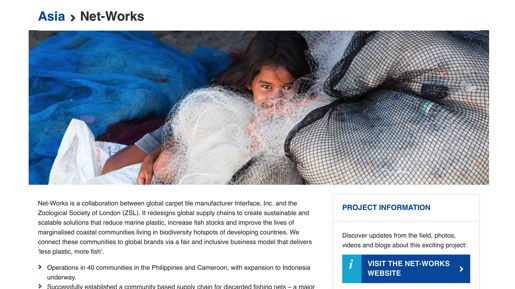 Asia > Net-Works
Net-Works is a collaboration between global carpet tile manufacturer Interface, Inc. and the
Zoological Society of London (ZSL). It redesigns global supply chains to create sustainable and
scalable solutions that reduce marine plastic, increase fish stocks and improve the lives of
marginalised coastal communities living in biodiversity hotspots of developing countries. We
connect these communities to global brands via a fair and inclusive business model that delivers
‘less plastic, more fish’.
Operations in 40 communities in the Philippines and Cameroon, with expansion to Indonesia
underway.
Successfully established a community based supply chain for discarded fishing nets – a major
PROJECT INFORMATION
Discover updates from the field, photos,
videos and blogs about this exciting project:
i VISIT THE NET-WORKS
WEBSITE